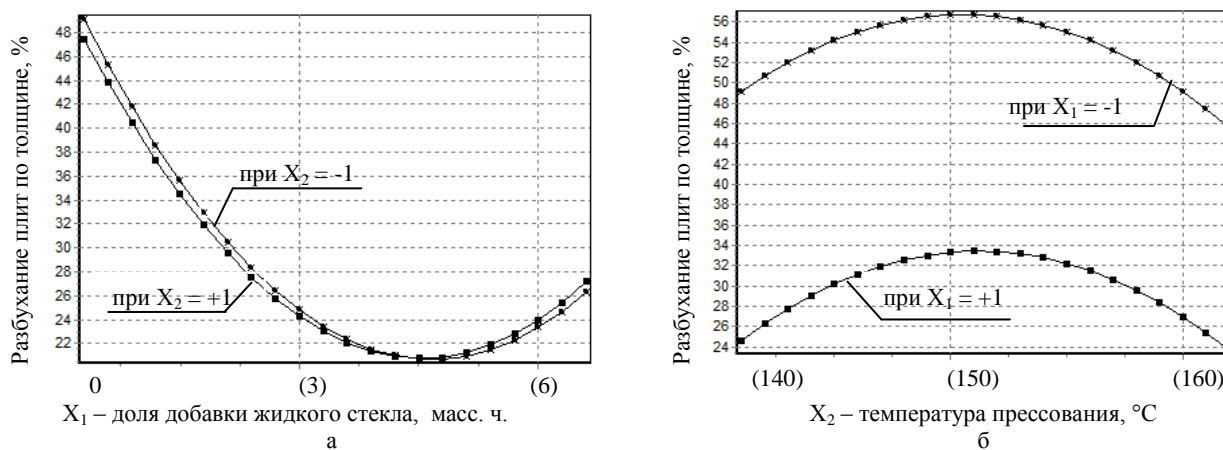 Разбухание плит по толщине, %
48
46
44
42
40
38
36
34
32
30
28
26
24
22
при X2 = -1
при X2 = +1
0 (3) (6)
X1 – доля добавки жидкого стекла, масс. ч.
а
Разбухание плит по толщине, %
56
54
52
50
48
46
44
42
40
38
36
34
32
30
28
26
24
при X1 = -1
при X1 = +1
(140) (150) (160)
X2 – температура прессования, °С
б